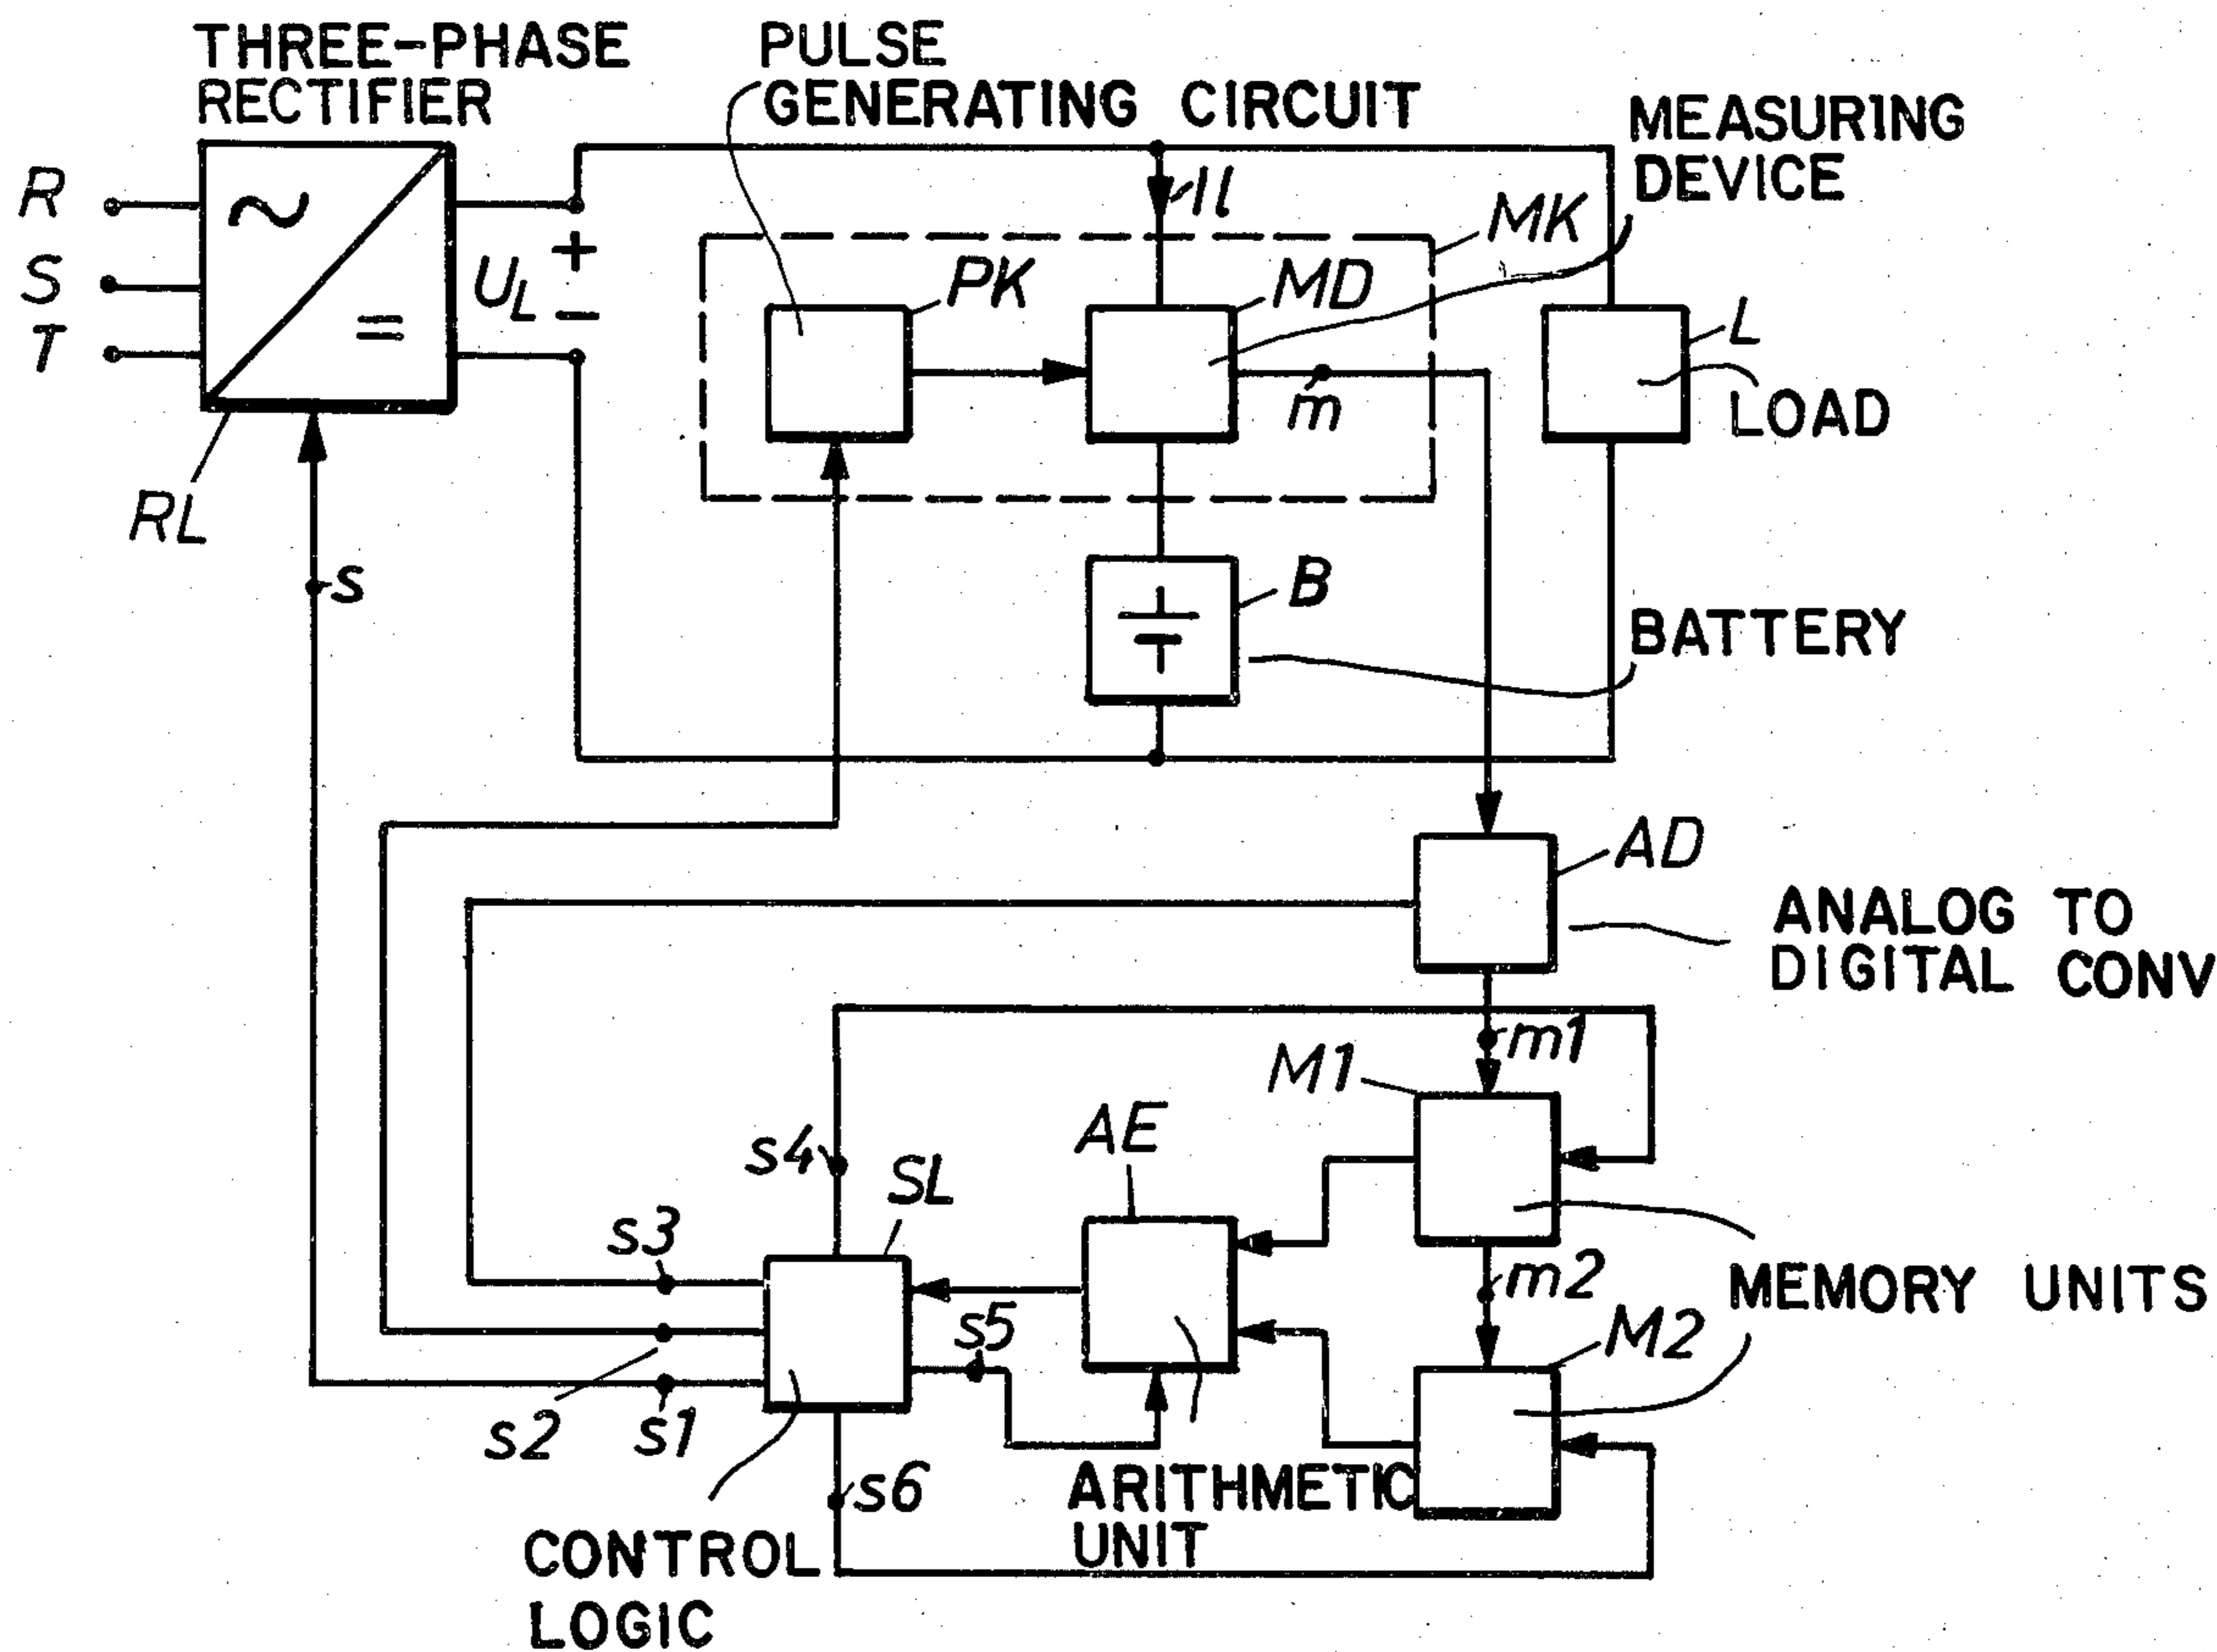 THREE-PHASE
RECTIFIER
PULSE
GENERATING CIRCUIT
MEASURING
DEVICE
R
S
T
~
=
UL
+
−
Il
MK
PK
MD
m
L
LOAD
RL
s
B
BATTERY
AD
ANALOG TO
DIGITAL CONV
m1
M1
AE
s4
SL
s3
s5
m2
MEMORY UNITS
M2
s2
s1
s6
ARITHMETIC
UNIT
CONTROL
LOGIC